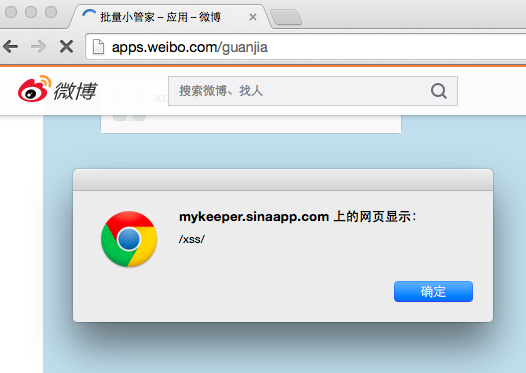 批量小管家 – 应用 – 微博
apps.weibo.com/guanjia
微博
搜索微博、找人
mykeeper.sinaapp.com 上的网页显示:
/xss/
确定